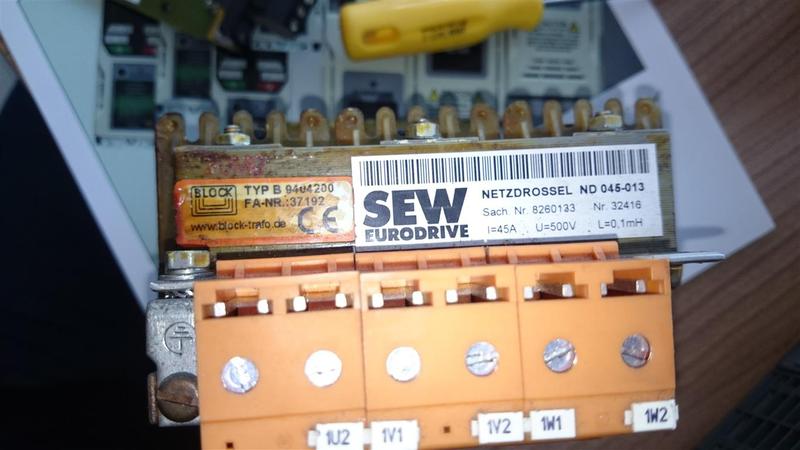 BLOCK
TYP B 9404200
FA-NR.:37192
www.block-trafo.de
CE
SEW
EURODRIVE
NETZDROSSEL ND 045-013
Sach. Nr. 8260133 Nr. 32416
I=45A U=500V L=0,1mH
1U2 1V1 1V2 1W1 1W2